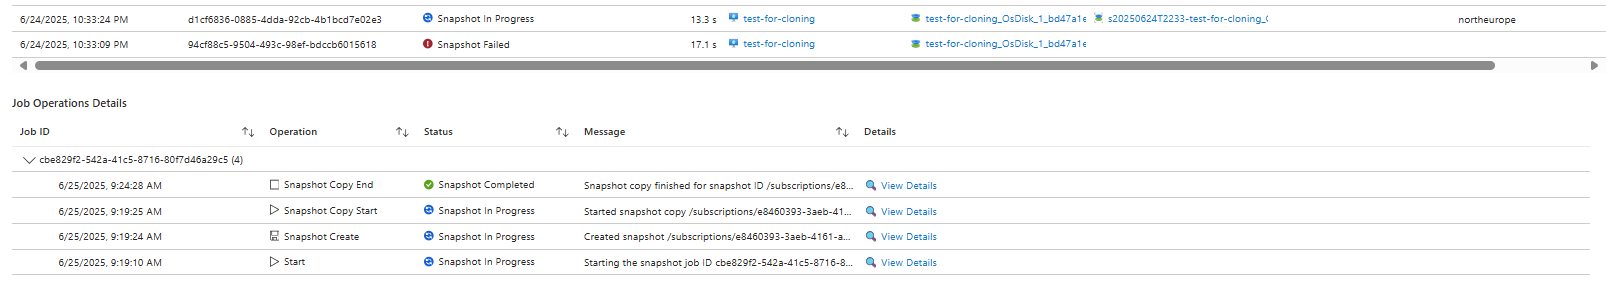 6/24/2025, 10:33:24 PM d1cf6836-0885-4dda-92cb-4b1bcd7e02e3 Snapshot In Progress 13.3 s test-for-cloning test-for-cloning_OsDisk_1_bd47a1e s20250624T2233-test-for-cloning_ northeurope
6/24/2025, 10:33:09 PM 94cf88c5-9504-493c-98ef-bdccb6015618 Snapshot Failed 17.1 s test-for-cloning test-for-cloning_OsDisk_1_bd47a1e
Job Operations Details
Job ID Operation Status Message Details
cbe829f2-542a-41c5-8716-80f7d46a29c5 (4)
6/25/2025, 9:24:28 AM Snapshot Copy End Snapshot Completed Snapshot copy finished for snapshot ID /subscriptions/e8... View Details
6/25/2025, 9:19:25 AM Snapshot Copy Start Snapshot In Progress Started snapshot copy /subscriptions/e8460393-3aeb-41... View Details
6/25/2025, 9:19:24 AM Snapshot Create Snapshot In Progress Created snapshot /subscriptions/e8460393-3aeb-4161-a... View Details
6/25/2025, 9:19:10 AM Start Snapshot In Progress Starting the snapshot job ID cbe829f2-542a-41c5-8716-8... View Details